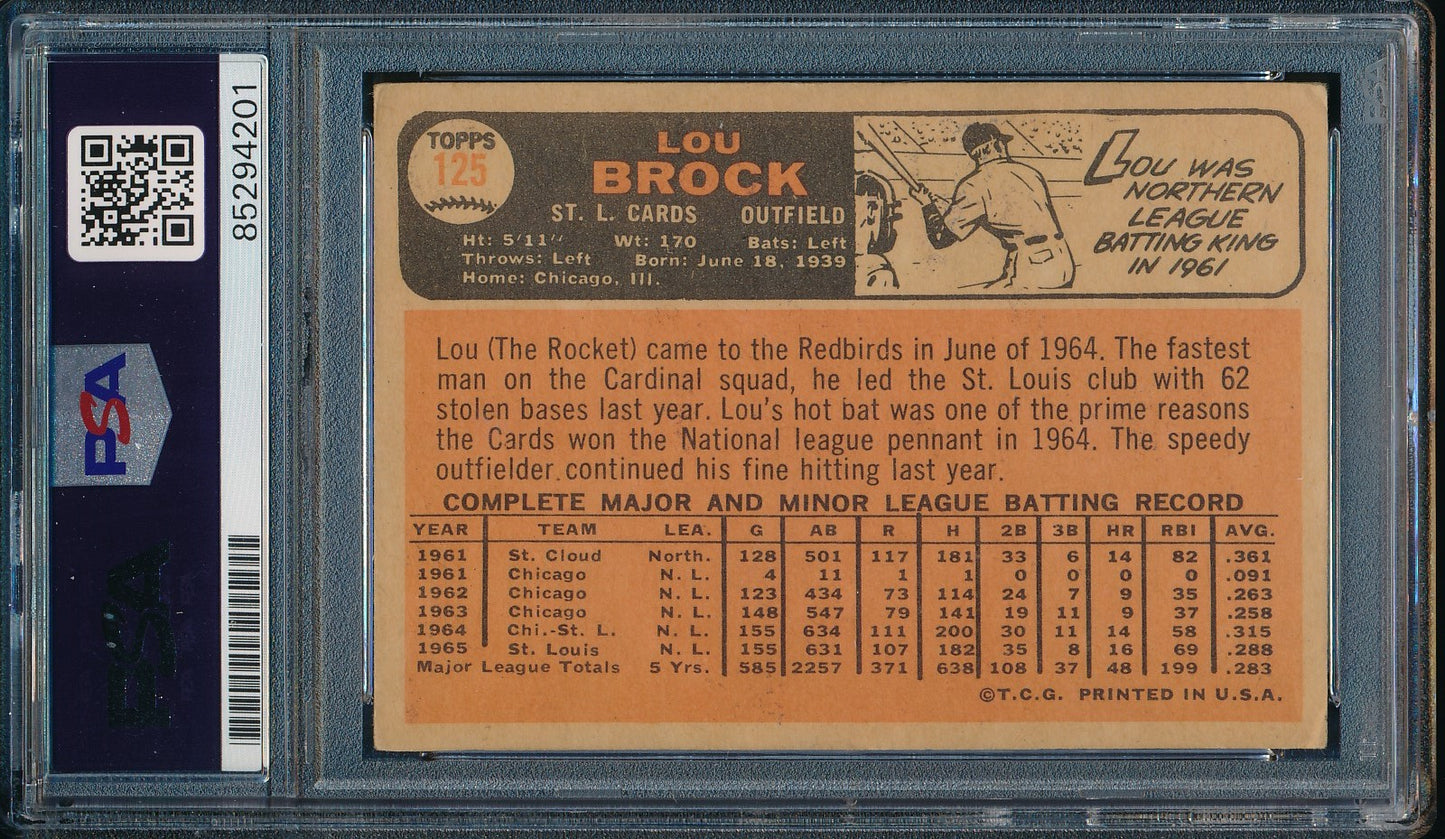 85294201
PSA
PSA
TOPPS
125
LOU
BROCK
ST. L. CARDS OUTFIELD
Ht: 5'11" Wt: 170 Bats: Left
Throws: Left Born: June 18, 1939
Home: Chicago, Ill.
LOU WAS
NORTHERN
LEAGUE
BATTING KING
IN 1961
Lou (The Rocket) came to the Redbirds in June of 1964. The fastest
man on the Cardinal squad, he led the St. Louis club with 62
stolen bases last year. Lou's hot bat was one of the prime reasons
the Cards won the National league pennant in 1964. The speedy
outfielder continued his fine hitting last year.
COMPLETE MAJOR AND MINOR LEAGUE BATTING RECORD
YEAR TEAM LEA. G AB R H 2B 3B HR RBI AVG.
1961 St. Cloud North. 128 501 117 181 33 6 14 82 .361
1961 Chicago N. L. 4 11 1 1 0 0 0 0 .091
1962 Chicago N. L. 123 434 73 114 24 7 9 35 .263
1963 Chicago N. L. 148 547 79 141 19 11 9 37 .258
1964 Chi.-St. L. N. L. 155 634 111 200 30 11 14 58 .315
1965 St. Louis N. L. 155 631 107 182 35 8 16 69 .288
Major League Totals 5 Yrs. 585 2257 371 638 108 37 48 199 .283
©T.C.G. PRINTED IN U.S.A.